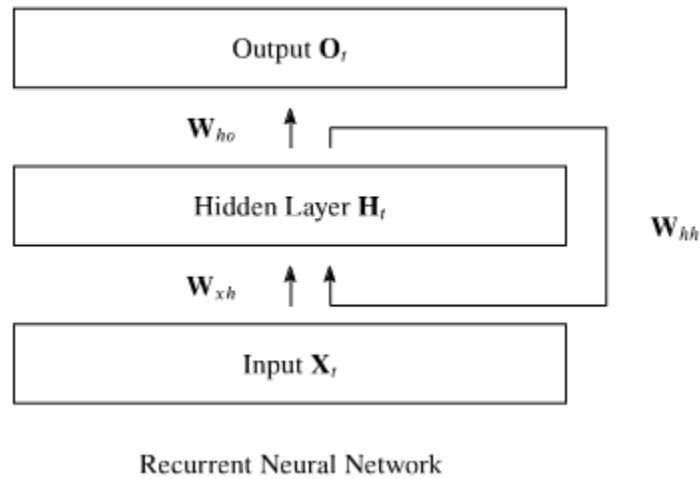 Output O_t
W_ho
Hidden Layer H_t
W_hh
W_xh
Input X_t
Recurrent Neural Network